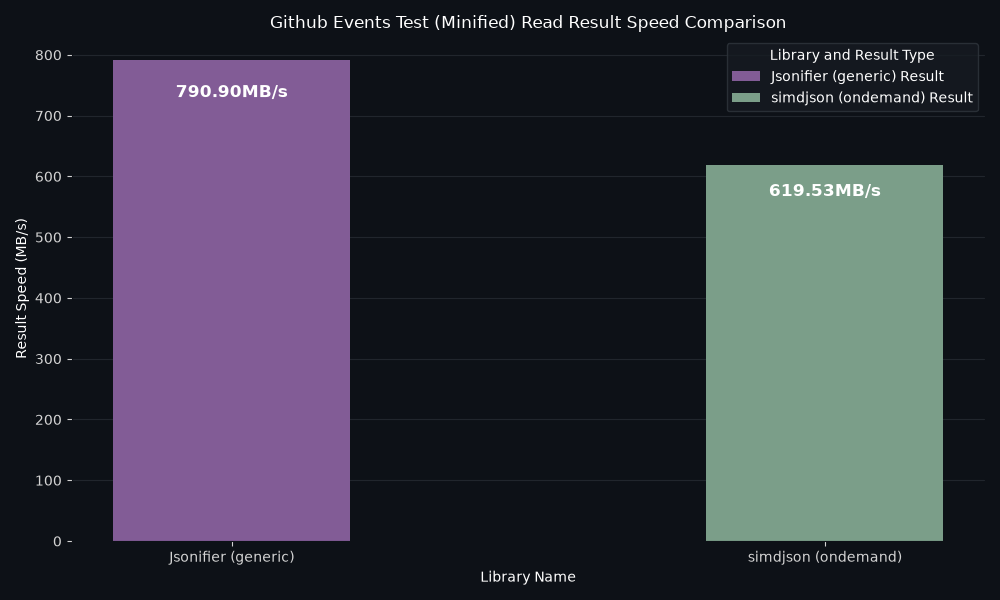 Github Events Test (Minified) Read Result Speed Comparison
Library and Result Type
Jsonifier (generic) Result
simdjson (ondemand) Result
790.90MB/s
619.53MB/s
Result Speed (MB/s)
800
700
600
500
400
300
200
100
0
Jsonifier (generic)
simdjson (ondemand)
Library Name